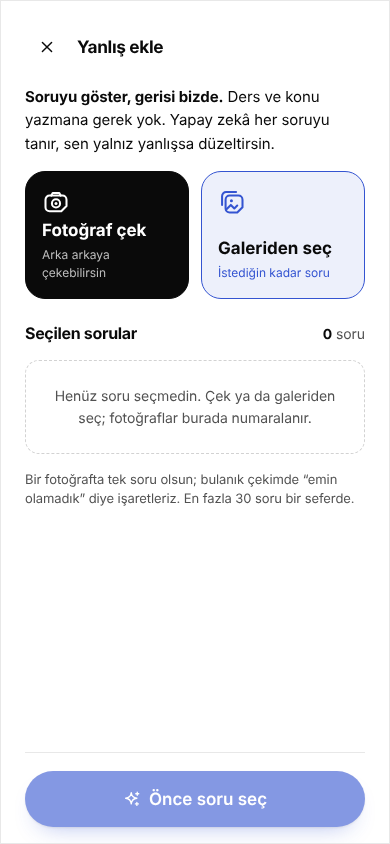 Yanlış ekle
Soruyu göster, gerisi bizde. Ders ve konu
yazmana gerek yok. Yapay zekâ her soruyu
tanır, sen yalnız yanlışsa düzeltirsin.
Fotoğraf çek
Arka arkaya
çekebilirsin
Galeriden seç
İstediğin kadar soru
Seçilen sorular
0 soru
Henüz soru seçmedin. Çek ya da galeriden
seç; fotoğraflar burada numaralanır.
Bir fotoğrafta tek soru olsun; bulanık çekimde “emin
olamadık” diye işaretleriz. En fazla 30 soru bir seferde.
Önce soru seç